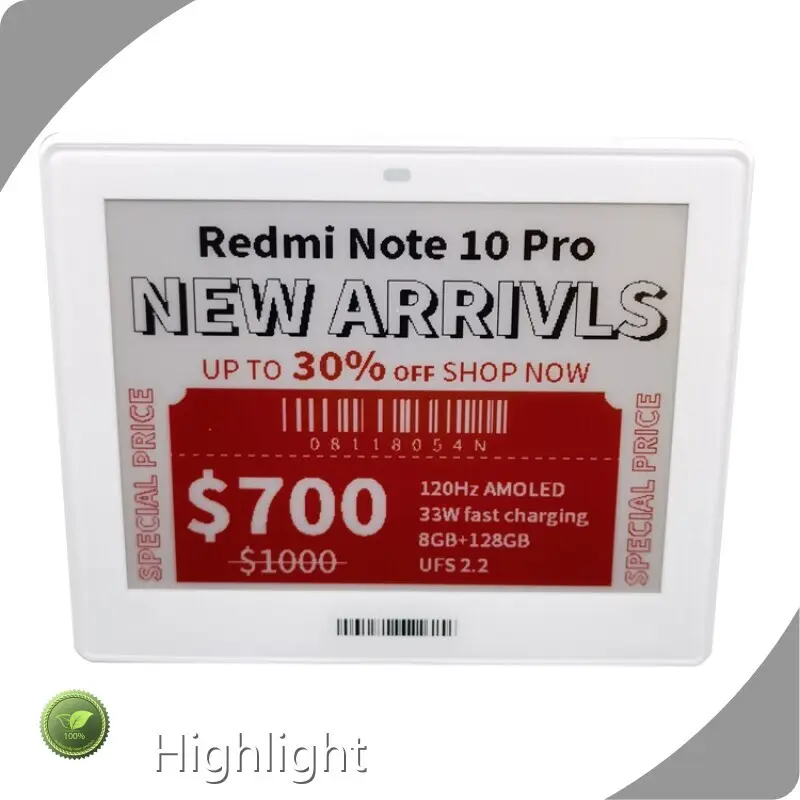 Redmi Note 10 Pro
NEW ARRIVLS
UP TO 30% OFF SHOP NOW
SPECIAL PRICE
08118054N
$700
$1000
120Hz AMOLED
33W fast charging
8GB+128GB
UFS 2.2
SPECIAL PRICE
100%
Highlight